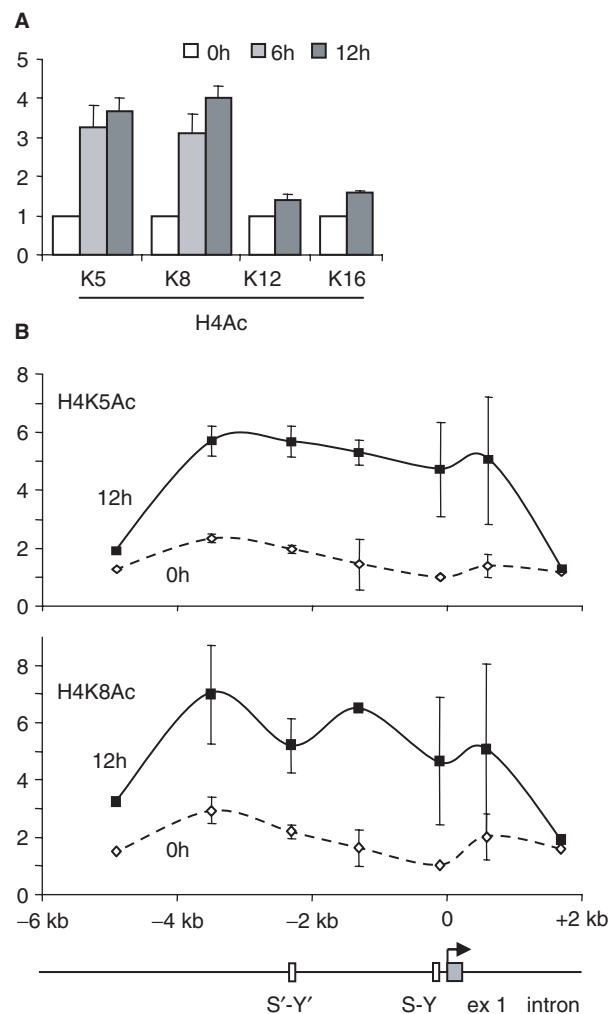 A
0h 6h 12h
5
4
3
2
1
0
K5 K8 K12 K16
H4Ac
B
8
H4K5Ac
6
4
12h
2
0h
0
8
H4K8Ac
6
12h
4
2
0h
0
–6 kb –4 kb –2 kb 0 +2 kb
S′-Y′ S-Y ex 1 intron